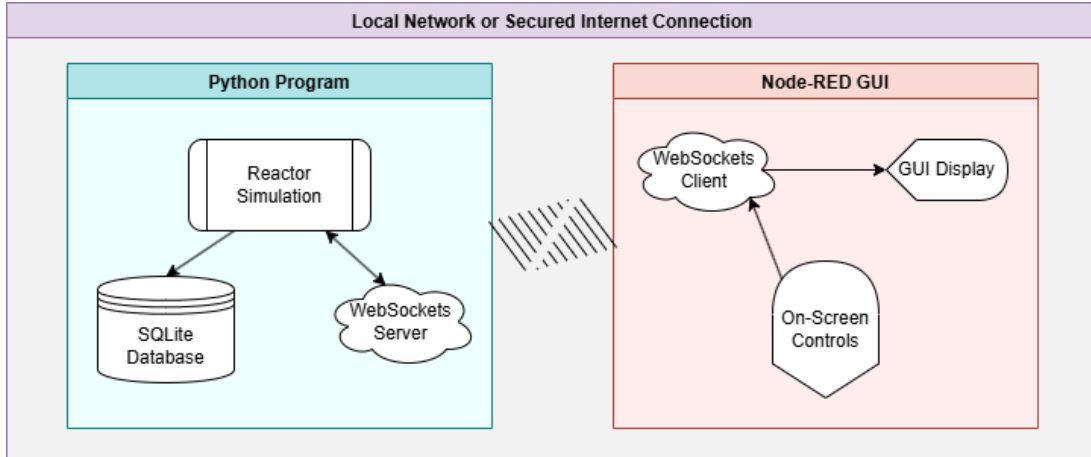 Local Network or Secured Internet Connection
Python Program
Node-RED GUI
Reactor
Simulation
SQLite
Database
WebSockets
Server
WebSockets
Client
GUI Display
On-Screen
Controls